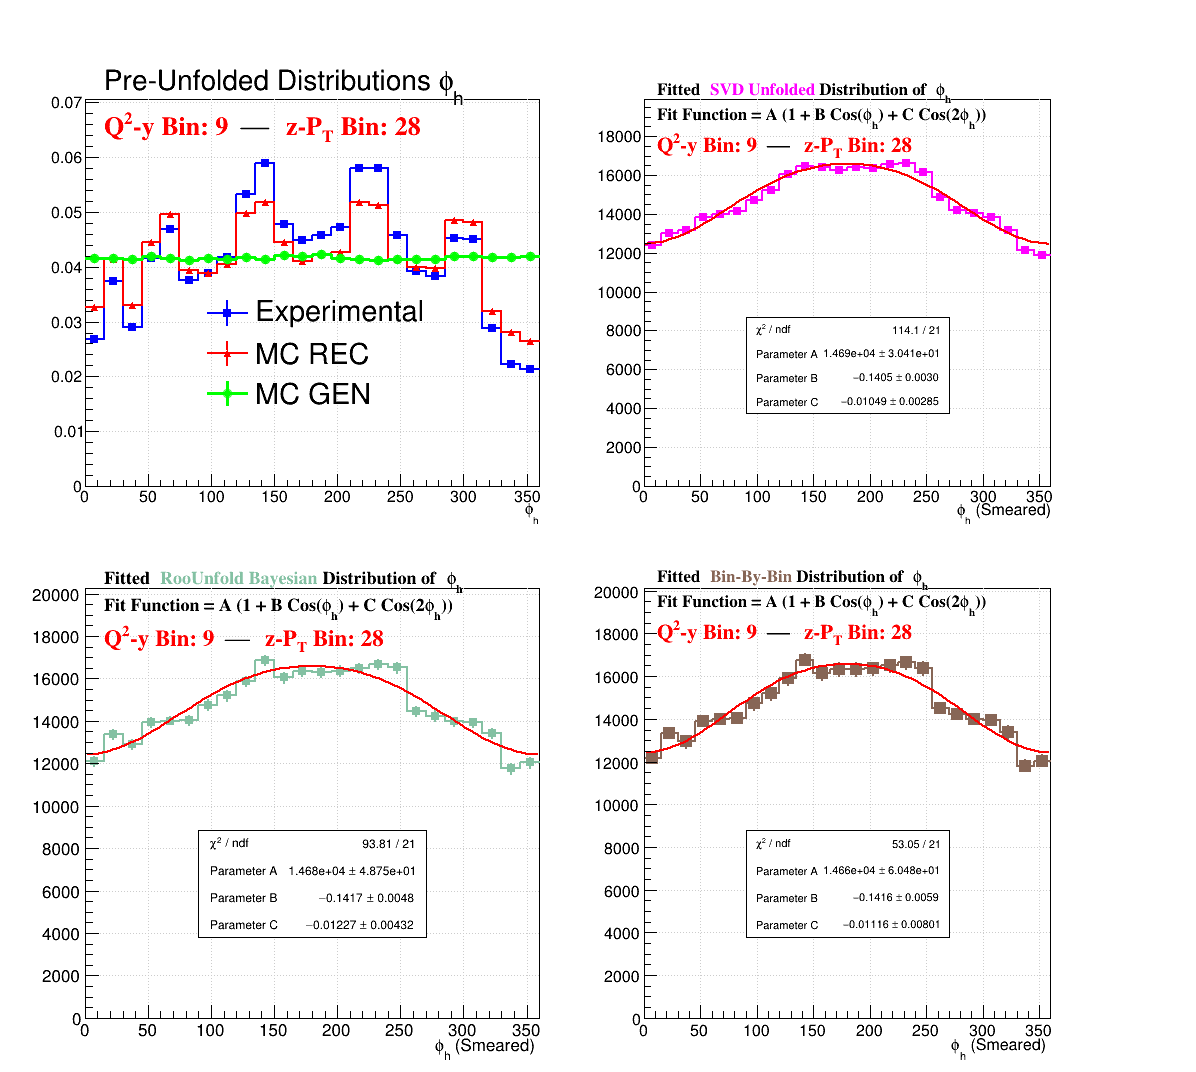 Pre-Unfolded Distributions ϕh
Q²-y Bin: 9 — z-PT Bin: 28
0.07
0.06
0.05
0.04
0.03
0.02
0.01
0
Experimental
MC REC
MC GEN
0 50 100 150 200 250 300 350
ϕh
Fitted SVD Unfolded Distribution of ϕh
Fit Function = A (1 + B Cos(ϕh) + C Cos(2ϕh))
Q²-y Bin: 9 — z-PT Bin: 28
18000
16000
14000
12000
10000
8000
6000
4000
2000
0
χ² / ndf 114.1 / 21
Parameter A 1.469e+04 ± 3.041e+01
Parameter B −0.1405 ± 0.0030
Parameter C −0.01049 ± 0.00285
0 50 100 150 200 250 300 350
ϕh (Smeared)
Fitted RooUnfold Bayesian Distribution of ϕh
Fit Function = A (1 + B Cos(ϕh) + C Cos(2ϕh))
Q²-y Bin: 9 — z-PT Bin: 28
20000
18000
16000
14000
12000
10000
8000
6000
4000
2000
0
χ² / ndf 93.81 / 21
Parameter A 1.468e+04 ± 4.875e+01
Parameter B −0.1417 ± 0.0048
Parameter C −0.01227 ± 0.00432
0 50 100 150 200 250 300 350
ϕh (Smeared)
Fitted Bin-By-Bin Distribution of ϕh
Fit Function = A (1 + B Cos(ϕh) + C Cos(2ϕh))
Q²-y Bin: 9 — z-PT Bin: 28
20000
18000
16000
14000
12000
10000
8000
6000
4000
2000
0
χ² / ndf 53.05 / 21
Parameter A 1.466e+04 ± 6.048e+01
Parameter B −0.1416 ± 0.0059
Parameter C −0.01116 ± 0.00801
0 50 100 150 200 250 300 350
ϕh (Smeared)